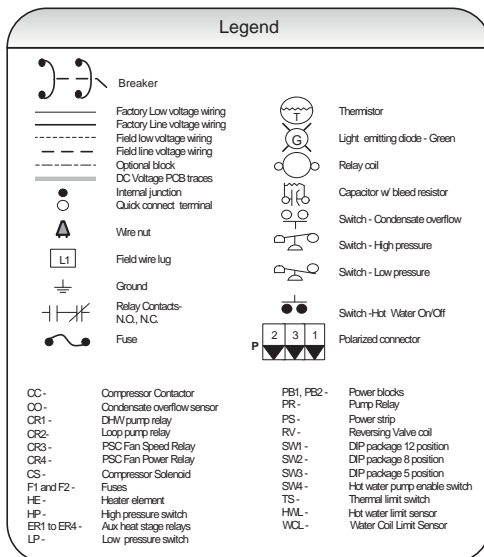 Legend
Breaker
Factory Low voltage wiring
Factory Line voltage wiring
Field low voltage wiring
Field line voltage wiring
Optional block
DC Voltage PCB traces
Internal junction
Quick connect terminal
Wire nut
L1 Field wire lug
Ground
Relay Contacts-
N.O., N.C.
Fuse
T Thermistor
G Light emitting diode - Green
Relay coil
Capacitor w/ bleed resistor
Switch - Condensate overflow
Switch - High pressure
Switch - Low pressure
Switch -Hot Water On/Off
P 2 3 1 Polarized connector
CC - Compressor Contactor
CO - Condensate overflow sensor
CR1 - DHW pump relay
CR2- Loop pump relay
CR3 - PSC Fan Speed Relay
CR4 - PSC Fan Power Relay
CS - Compressor Solenoid
F1 and F2 - Fuses
HE - Heater element
HP - High pressure switch
ER1 to ER4 - Aux heat stage relays
LP - Low pressure switch
PB1, PB2 - Power blocks
PR - Pump Relay
PS - Power strip
RV - Reversing Valve coil
SW1 - DIP package 12 position
SW2 - DIP package 8 position
SW3 - DIP package 5 position
SW4 - Hot water pump enable switch
TS - Thermal limit switch
HWL - Hot water limit sensor
WCL - Water Coil Limit Sensor